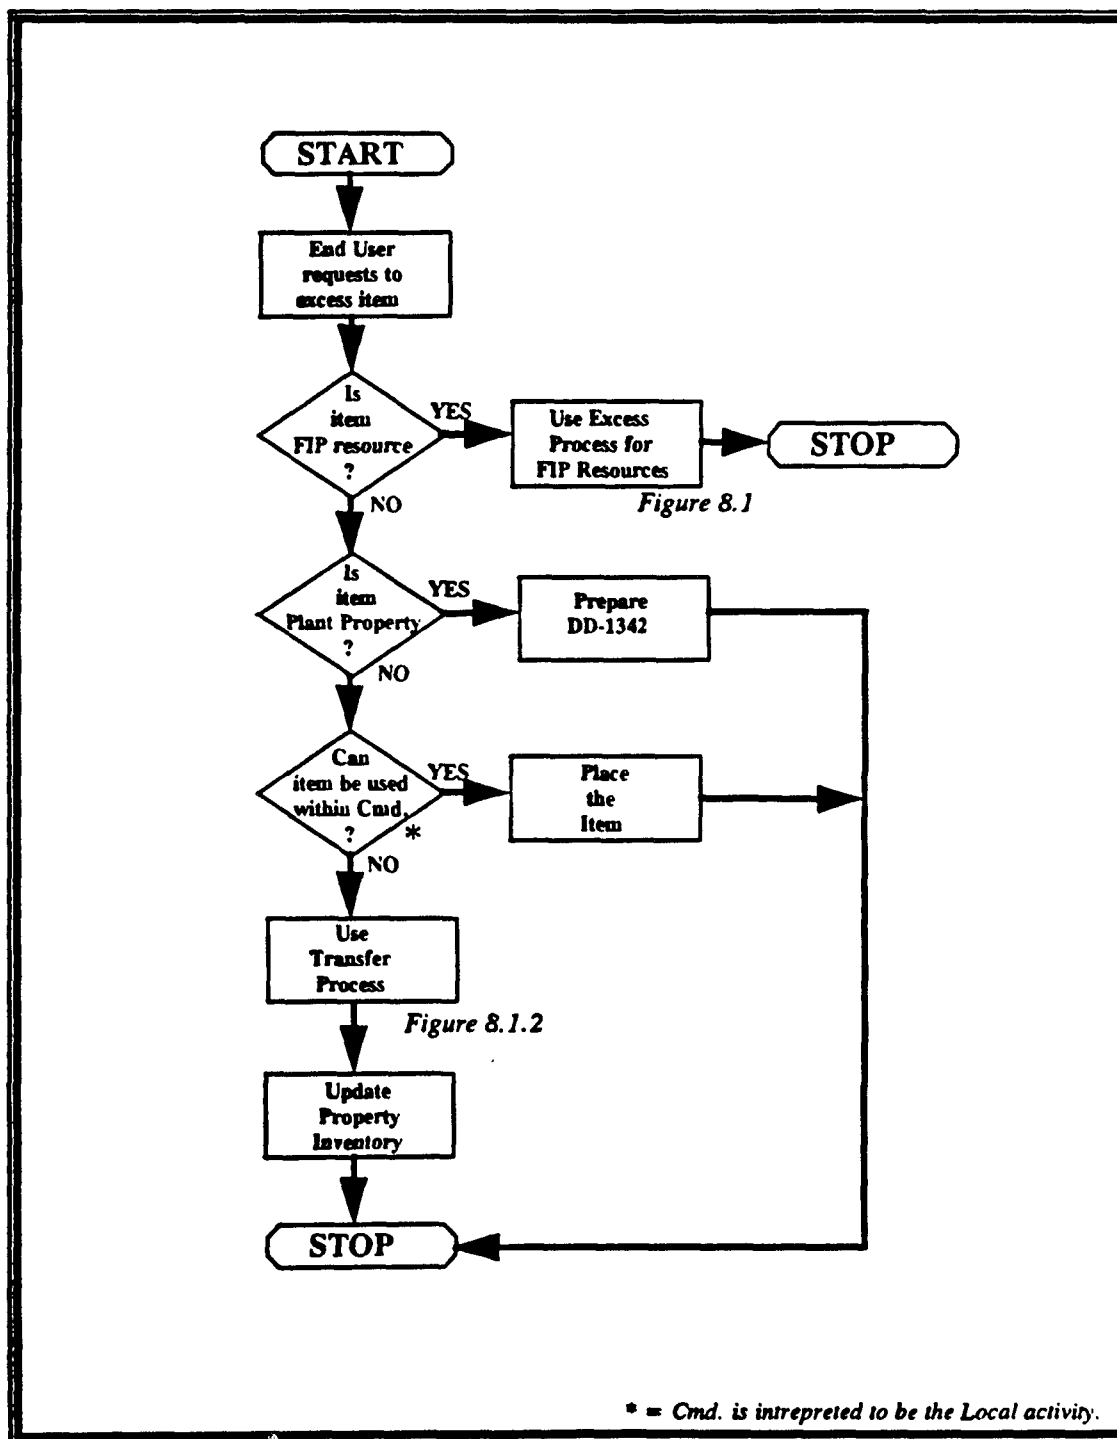 START
End User
requests to
excess item
Is
item
FIP resource
?
YES
Use Excess
Process for
FIP Resources
STOP
Figure 8.1
NO
Is
item
Plant Property
?
YES
Prepare
DD-1342
NO
Can
item be used
within Cmd.
?
*
YES
Place
the
Item
NO
Use
Transfer
Process
Figure 8.1.2
Update
Property
Inventory
STOP
* = Cmd. is intrepreted to be the Local activity.